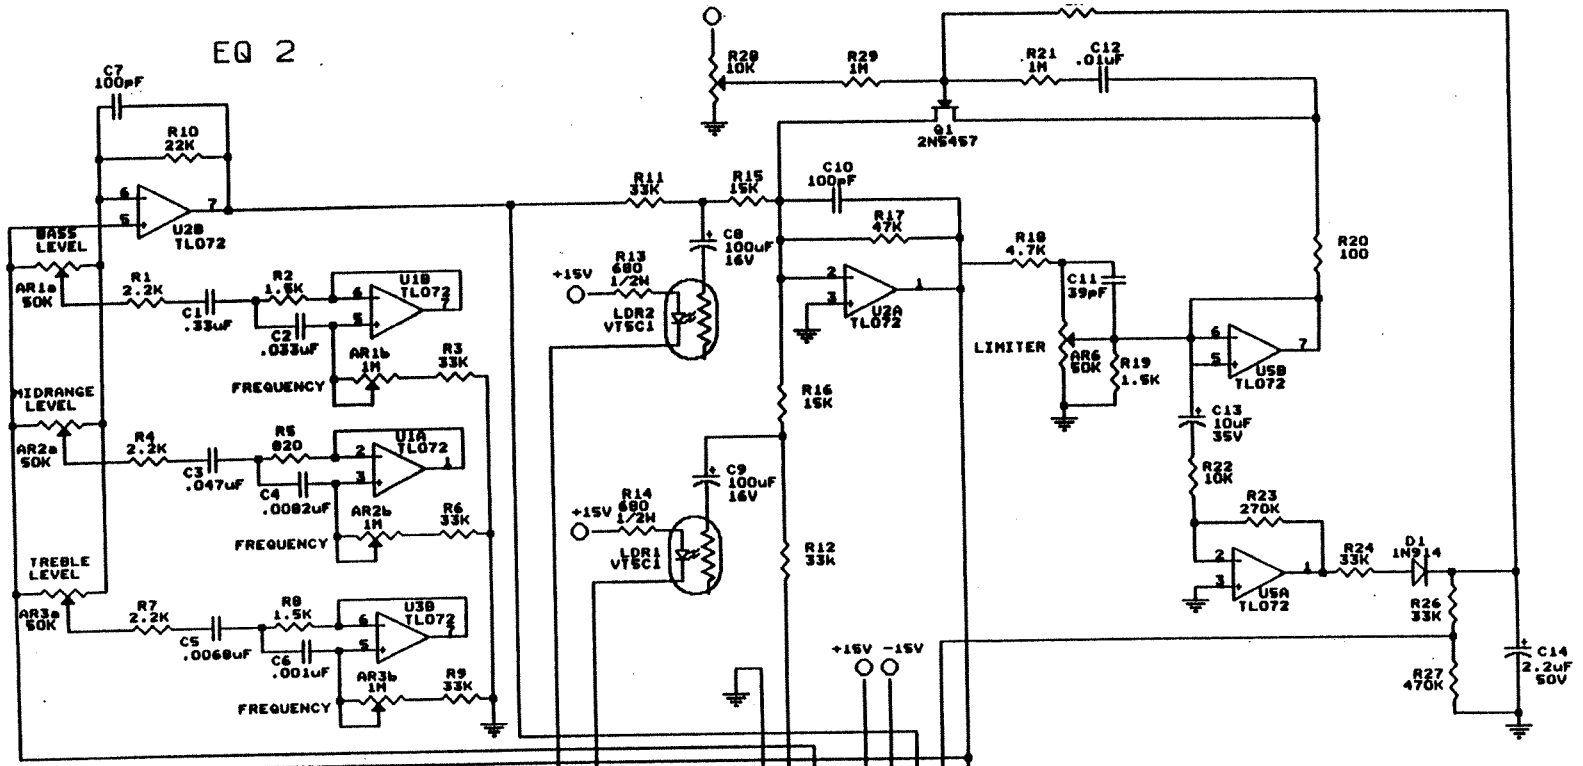 EQ 2
C7
100pF
R10
22K
6
5
7
U2B
TL072
BASS
LEVEL
AR1a
50K
R1
2.2K
C1
.33uF
R2
1.5K
C2
.033uF
6
5
7
U1B
TL072
AR1b
1M
R3
33K
FREQUENCY
MIDRANGE
LEVEL
AR2a
50K
R4
2.2K
C3
.047uF
R5
820
C4
.0082uF
2
3
1
U1A
TL072
AR2b
1M
R6
33K
FREQUENCY
TREBLE
LEVEL
AR3a
50K
R7
2.2K
C5
.0068uF
R8
1.5K
C6
.001uF
6
5
7
U3B
TL072
AR3b
1M
R9
33K
FREQUENCY
R11
33K
R15
15K
C8
100uF
16V
+15V
R13
680
1/2W
LDR2
VT5C1
R16
15K
C9
100uF
16V
+15V
R14
680
1/2W
LDR1
VT5C1
R12
33k
+15V
-15V
R28
10K
R29
1M
R21
1M
C12
.01uF
Q1
2N5457
C10
100pF
R17
47K
2
3
1
U2A
TL072
R18
4.7K
C11
39pF
LIMITER
AR6
50K
R19
1.5K
R20
100
6
5
7
U5B
TL072
C13
10uF
35V
R22
10K
R23
270K
2
3
1
U5A
TL072
R24
33K
D1
1N914
R26
33K
R27
470K
C14
2.2uF
50V